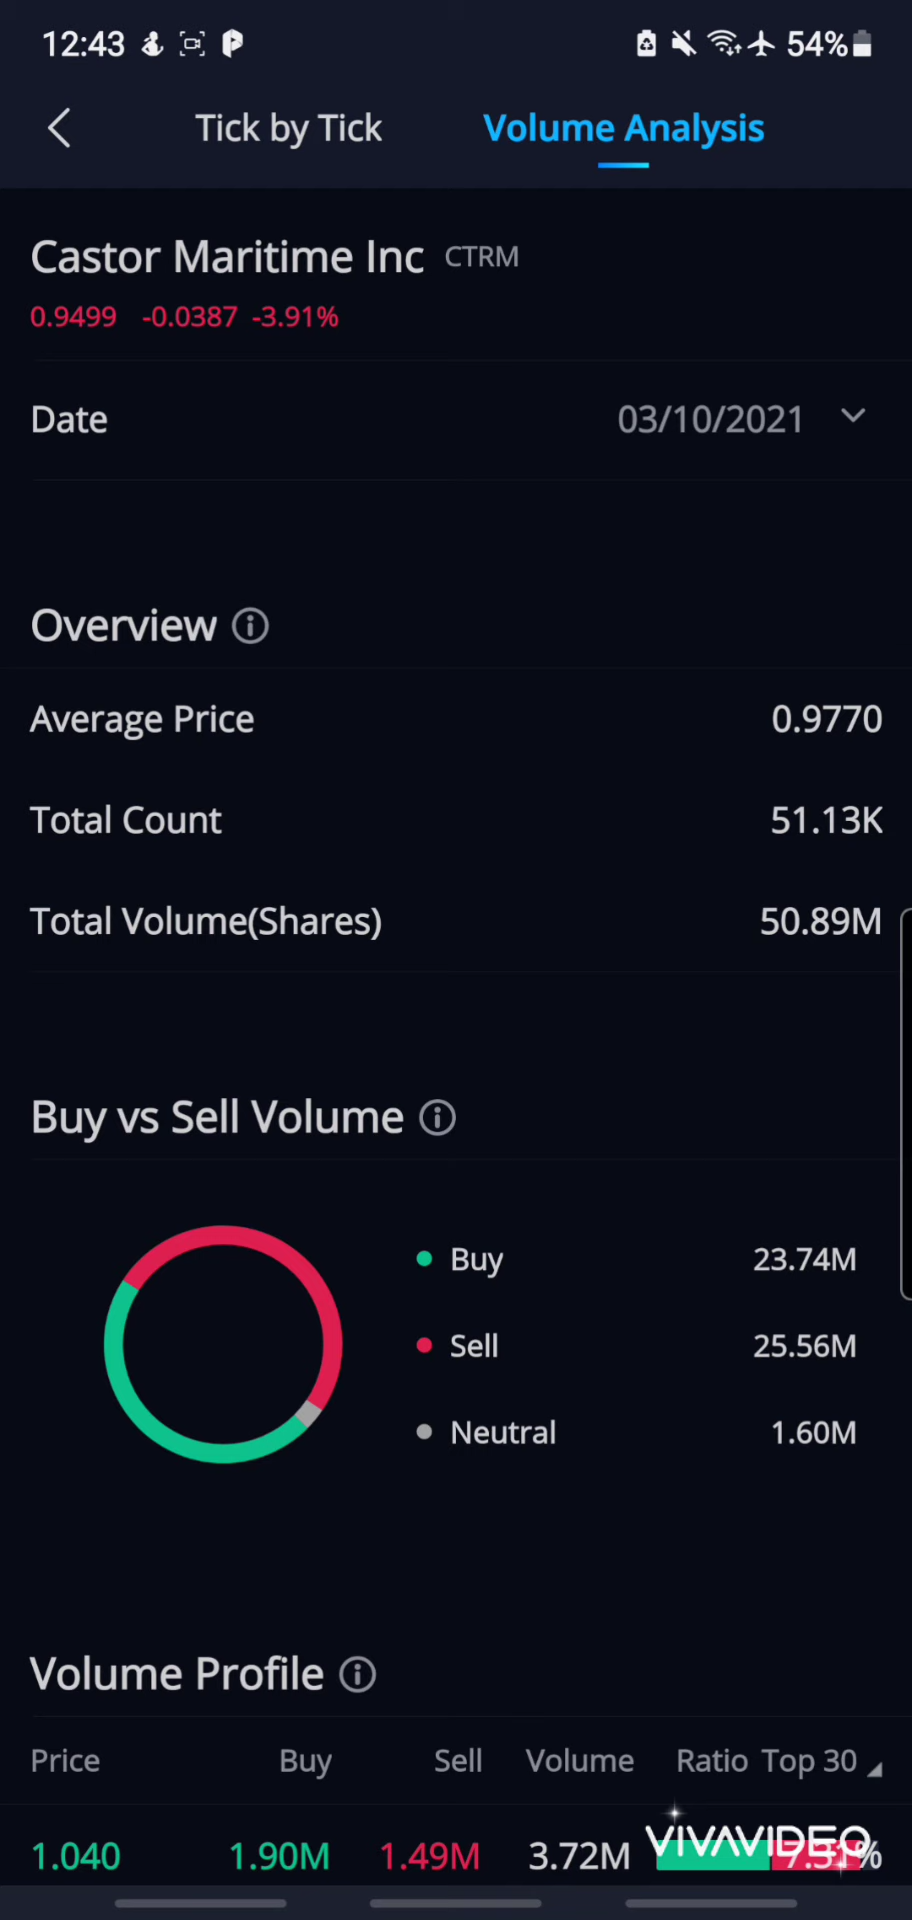 12:43 54%
Tick by Tick Volume Analysis
Castor Maritime Inc CTRM
0.9499 -0.0387 -3.91%
Date 03/10/2021
Overview
Average Price 0.9770
Total Count 51.13K
Total Volume(Shares) 50.89M
Buy vs Sell Volume
Buy 23.74M
Sell 25.56M
Neutral 1.60M
Volume Profile
Price Buy Sell Volume Ratio Top 30
1.040 1.90M 1.49M 3.72M 7.31%
VIVAVIDEO